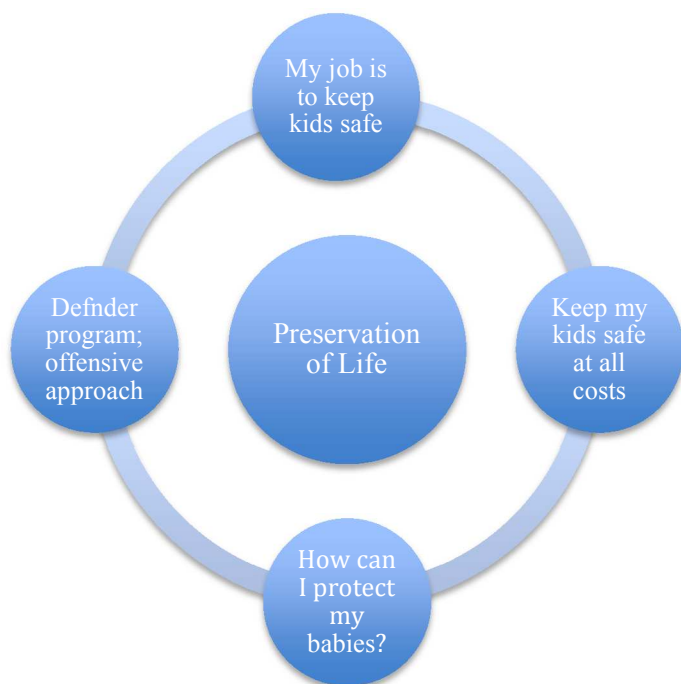 My job is
to keep
kids safe
Defnder
program;
offensive
approach
Preservation
of Life
Keep my
kids safe
at all
costs
How can
I protect
my
babies?